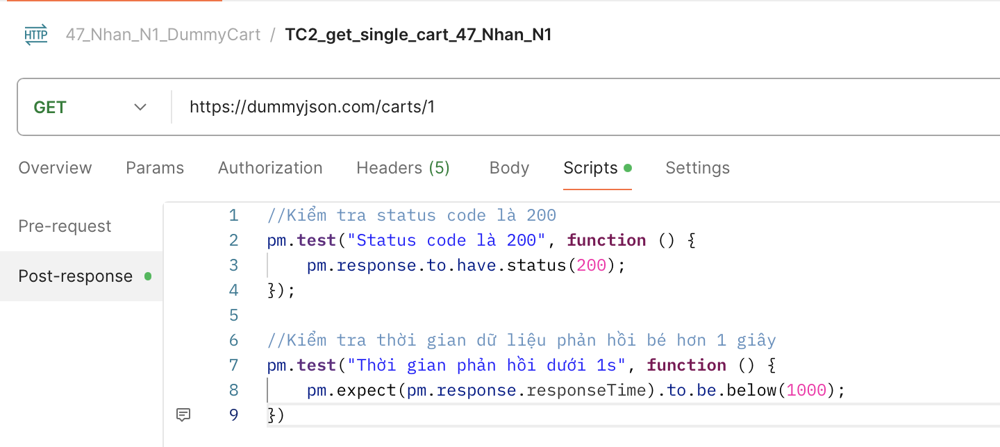 HTTP 47_Nhan_N1_DummyCart / TC2_get_single_cart_47_Nhan_N1
GET https://dummyjson.com/carts/1
Overview Params Authorization Headers (5) Body Scripts Settings
Pre-request
Post-response
1 //Kiểm tra status code là 200
2 pm.test("Status code là 200", function () {
3     pm.response.to.have.status(200);
4 });
5
6 //Kiểm tra thời gian dữ liệu phản hồi bé hơn 1 giây
7 pm.test("Thời gian phản hồi dưới 1s", function () {
8     pm.expect(pm.response.responseTime).to.be.below(1000);
9 })